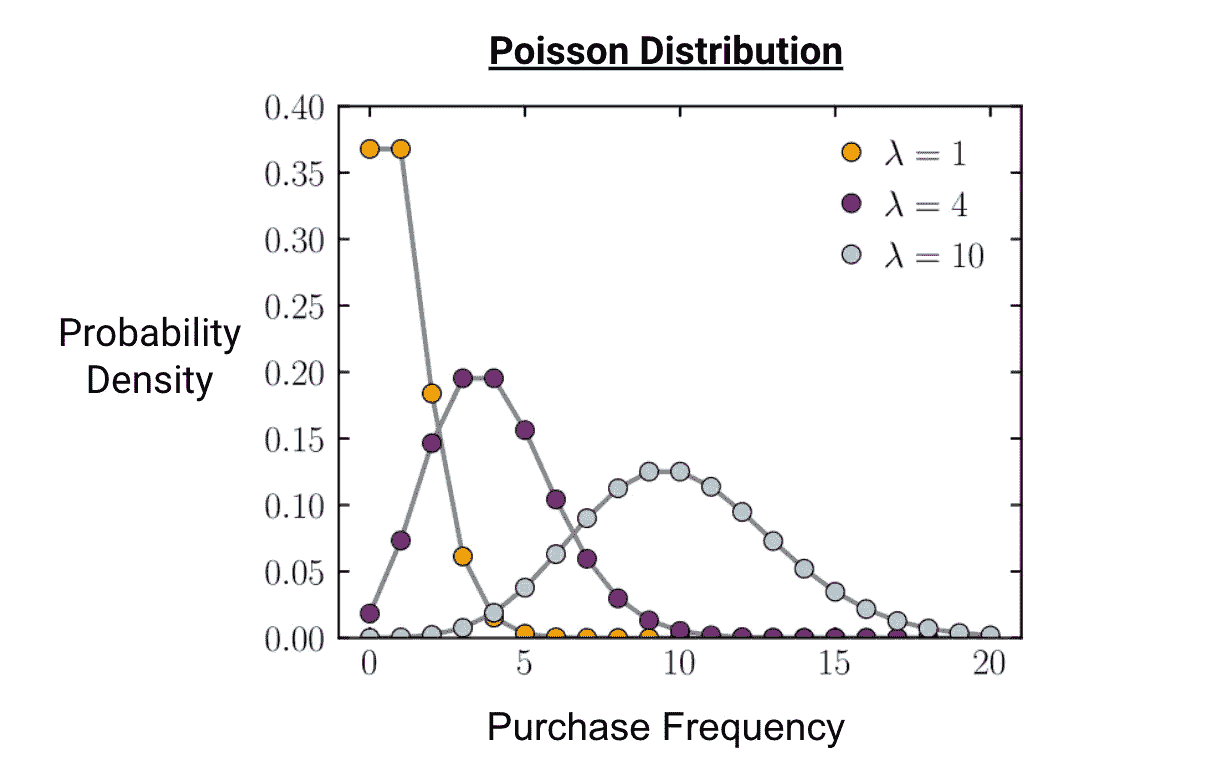 Poisson Distribution
0.40
0.35
0.30
0.25
0.20
0.15
0.10
0.05
0.00
λ = 1
λ = 4
λ = 10
Probability
Density
0 5 10 15 20
Purchase Frequency